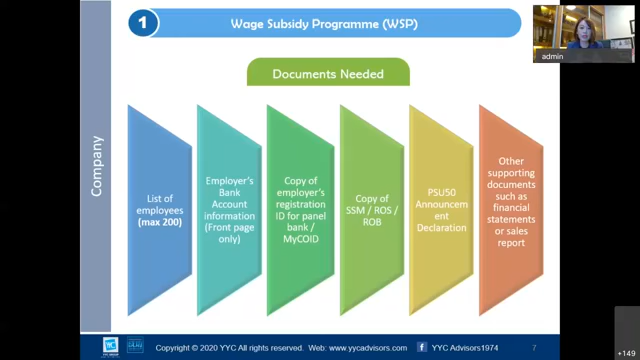 1
Wage Subsidy Programme (WSP)
admin
Documents Needed
Company
List of
employees
(max 200)
Employer's
Bank
Account
information
(Front page
only)
Copy of
employer's
registration
ID for panel
bank /
MyCOID
Copy of
SSM / ROS /
ROB
PSU50
Announcem
ent
Declaration
Other
supporting
documents
such as
financial
statements
or sales
report
Copyright © 2020 YYC All rights reserved. Web: www.yycadvisors.com
YYC Advisors1974
7
+149